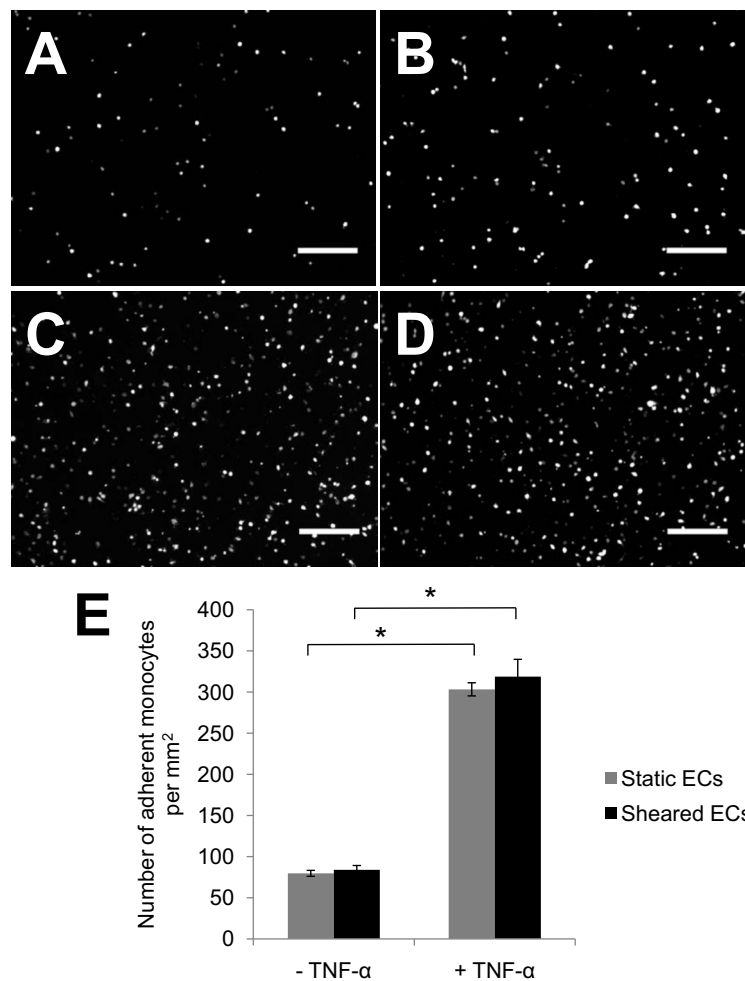 A
B
C
D
E
Number of adherent monocytes
per mm²
400
350
300
250
200
150
100
50
0
*
*
- TNF-α
+ TNF-α
Static ECs
Sheared ECs